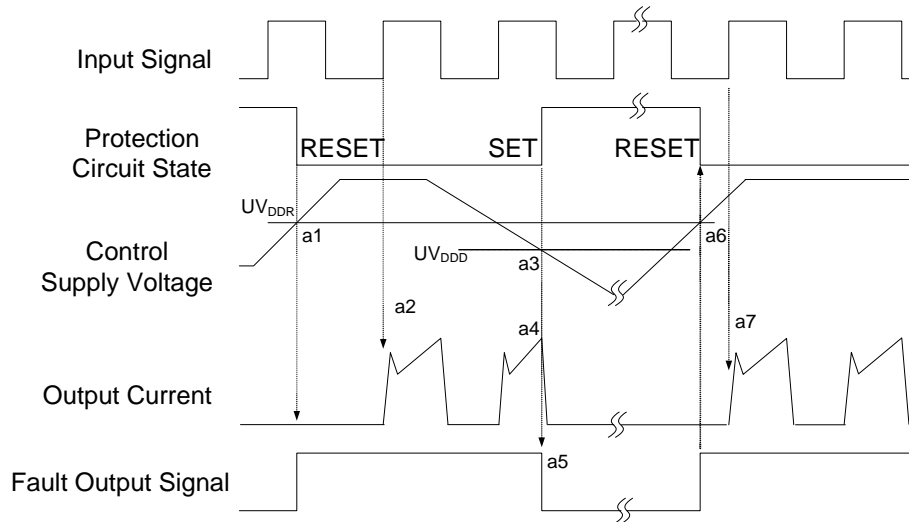 Input Signal
Protection
Circuit State
RESET
SET
RESET
UVDDR
a1
Control
Supply Voltage
UVDDD
a3
a6
a2
a4
a7
Output Current
a5
Fault Output Signal